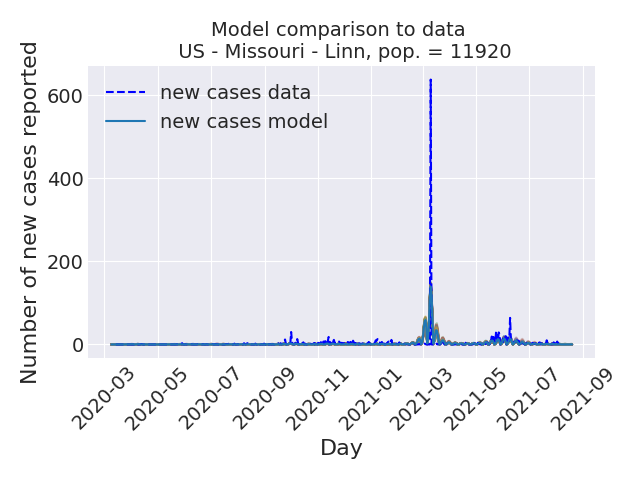 Model comparison to data
US - Missouri - Linn, pop. = 11920
Number of new cases reported
600
400
200
0
new cases data
new cases model
2020-03
2020-05
2020-07
2020-09
2020-11
2021-01
2021-03
2021-05
2021-07
2021-09
Day